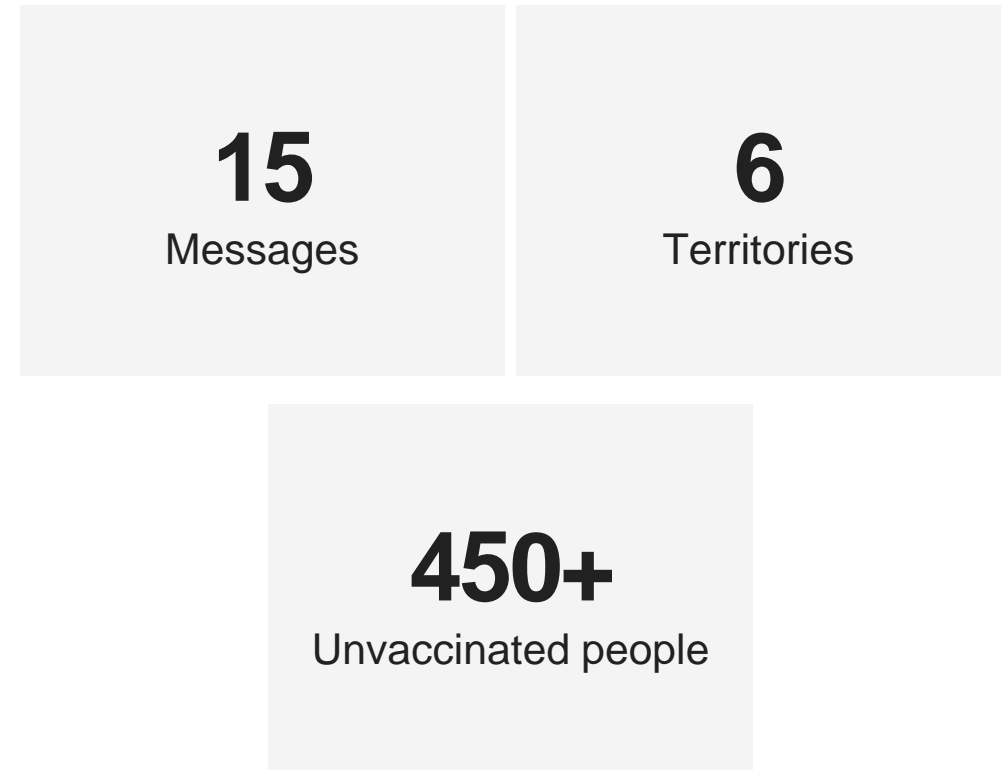 15
Messages
6
Territories
450+
Unvaccinated people